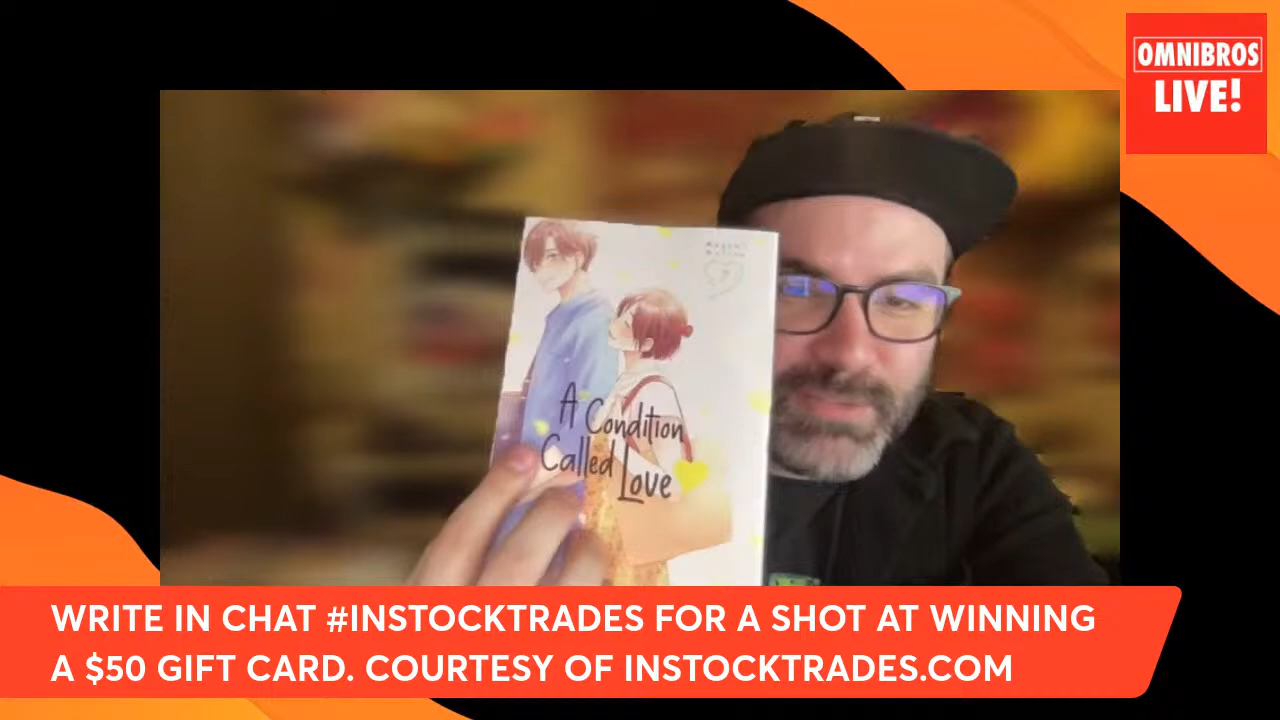 OMNIBROS
LIVE!
A Condition
Called Love
WRITE IN CHAT #INSTOCKTRADES FOR A SHOT AT WINNING
A $50 GIFT CARD. COURTESY OF INSTOCKTRADES.COM